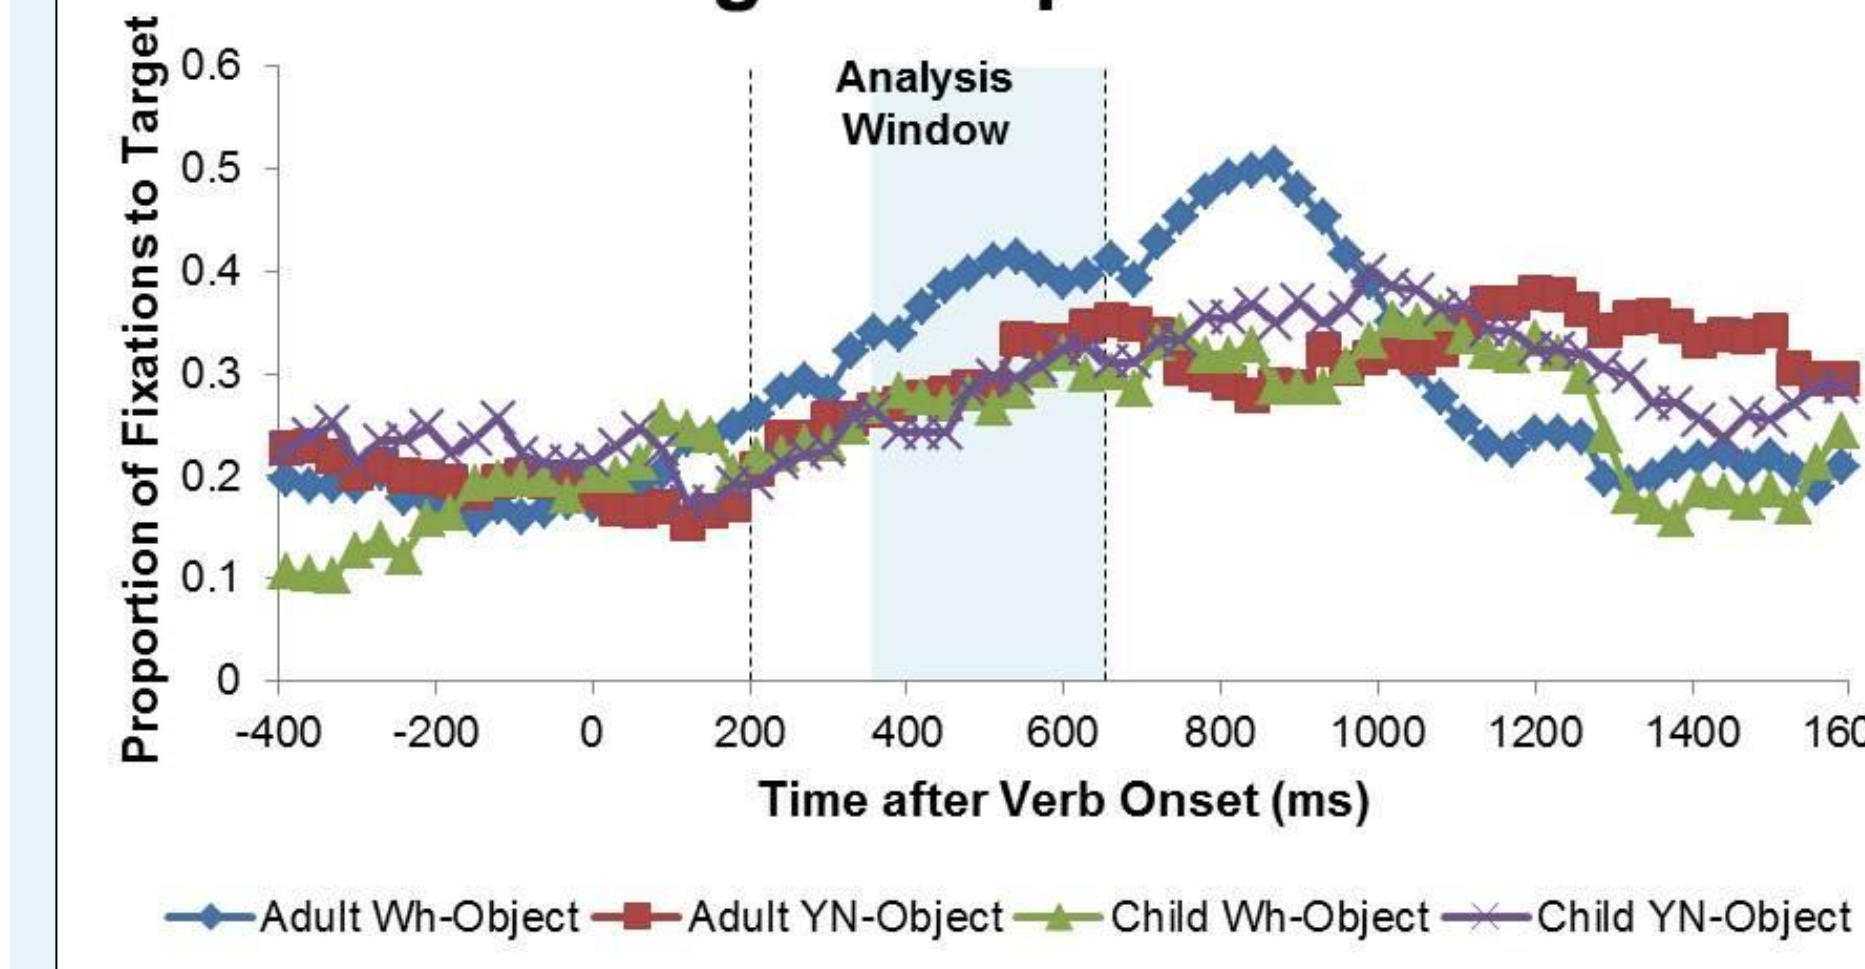 Proportion of Fixations to Target
0.6
0.5
0.4
0.3
0.2
0.1
0
Analysis
Window
-400 -200 0 200 400 600 800 1000 1200 1400
Time after Verb Onset (ms)
Adult Wh-Object Adult YN-Object Child Wh-Object Child YN-Object